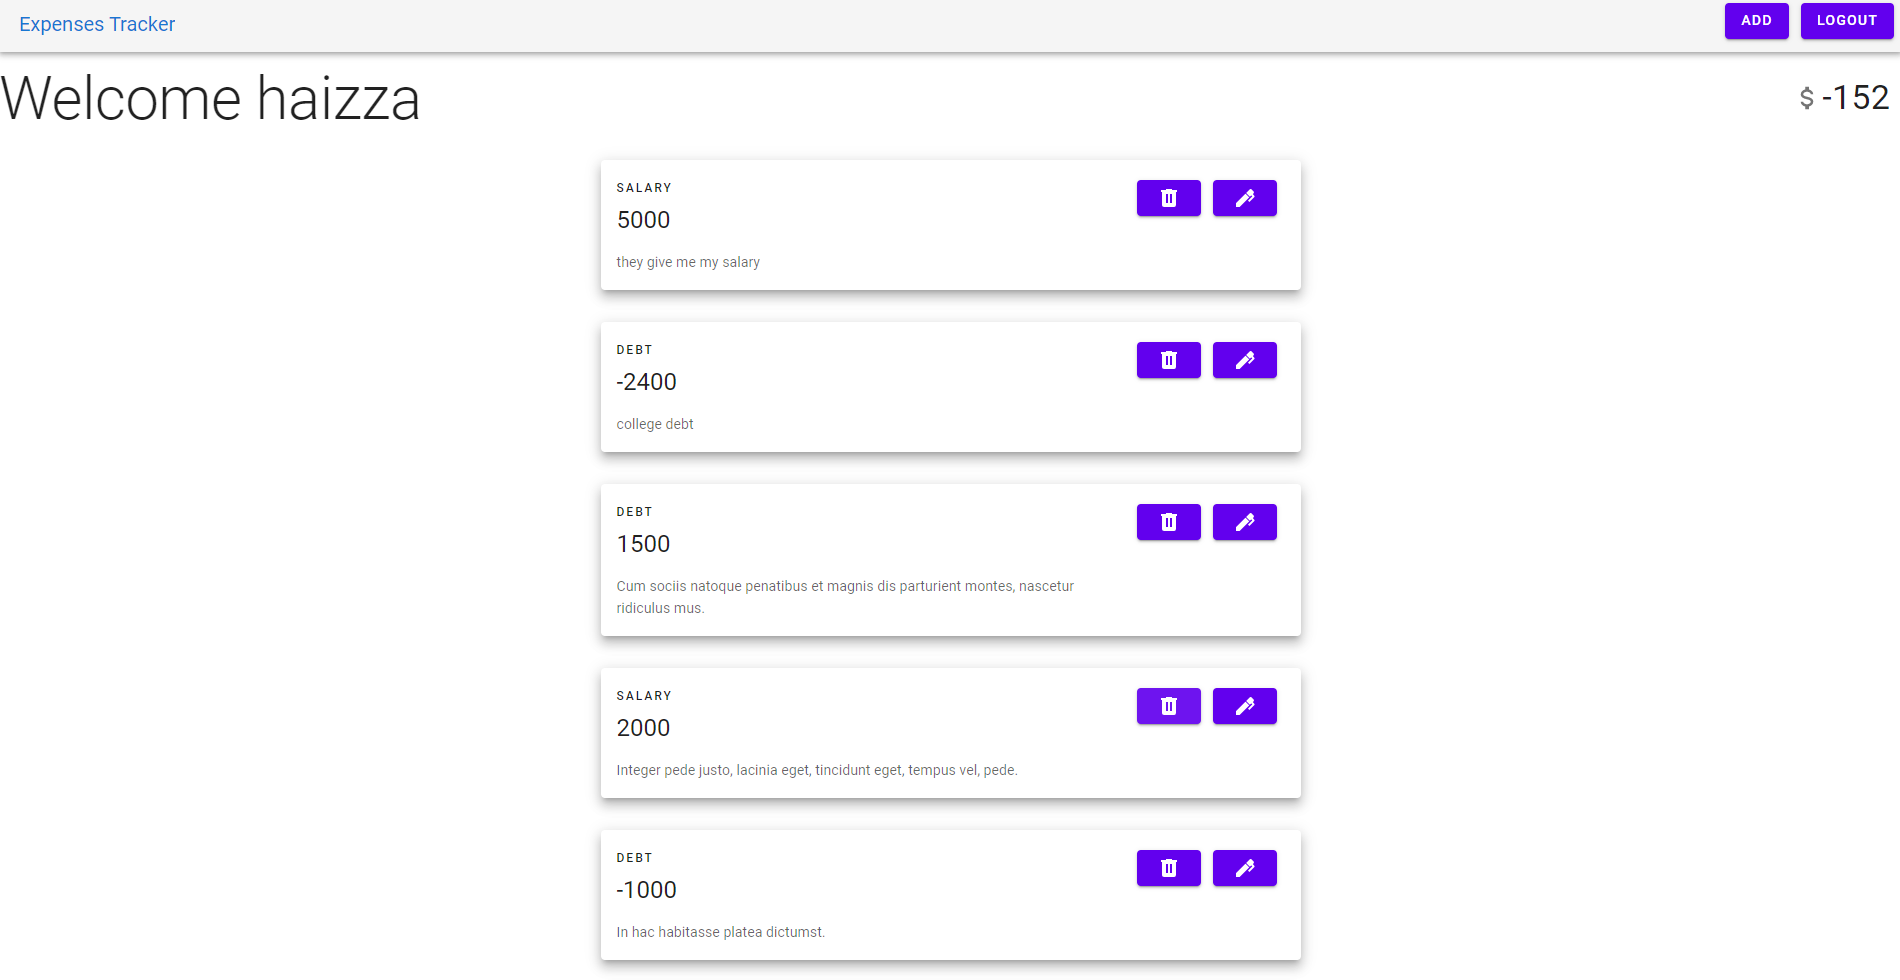 Expenses Tracker
ADD
LOGOUT
Welcome haizza
$ -152
SALARY
5000
they give me my salary
DEBT
-2400
college debt
DEBT
1500
Cum sociis natoque penatibus et magnis dis parturient montes, nascetur
ridiculus mus.
SALARY
2000
Integer pede justo, lacinia eget, tincidunt eget, tempus vel, pede.
DEBT
-1000
In hac habitasse platea dictumst.